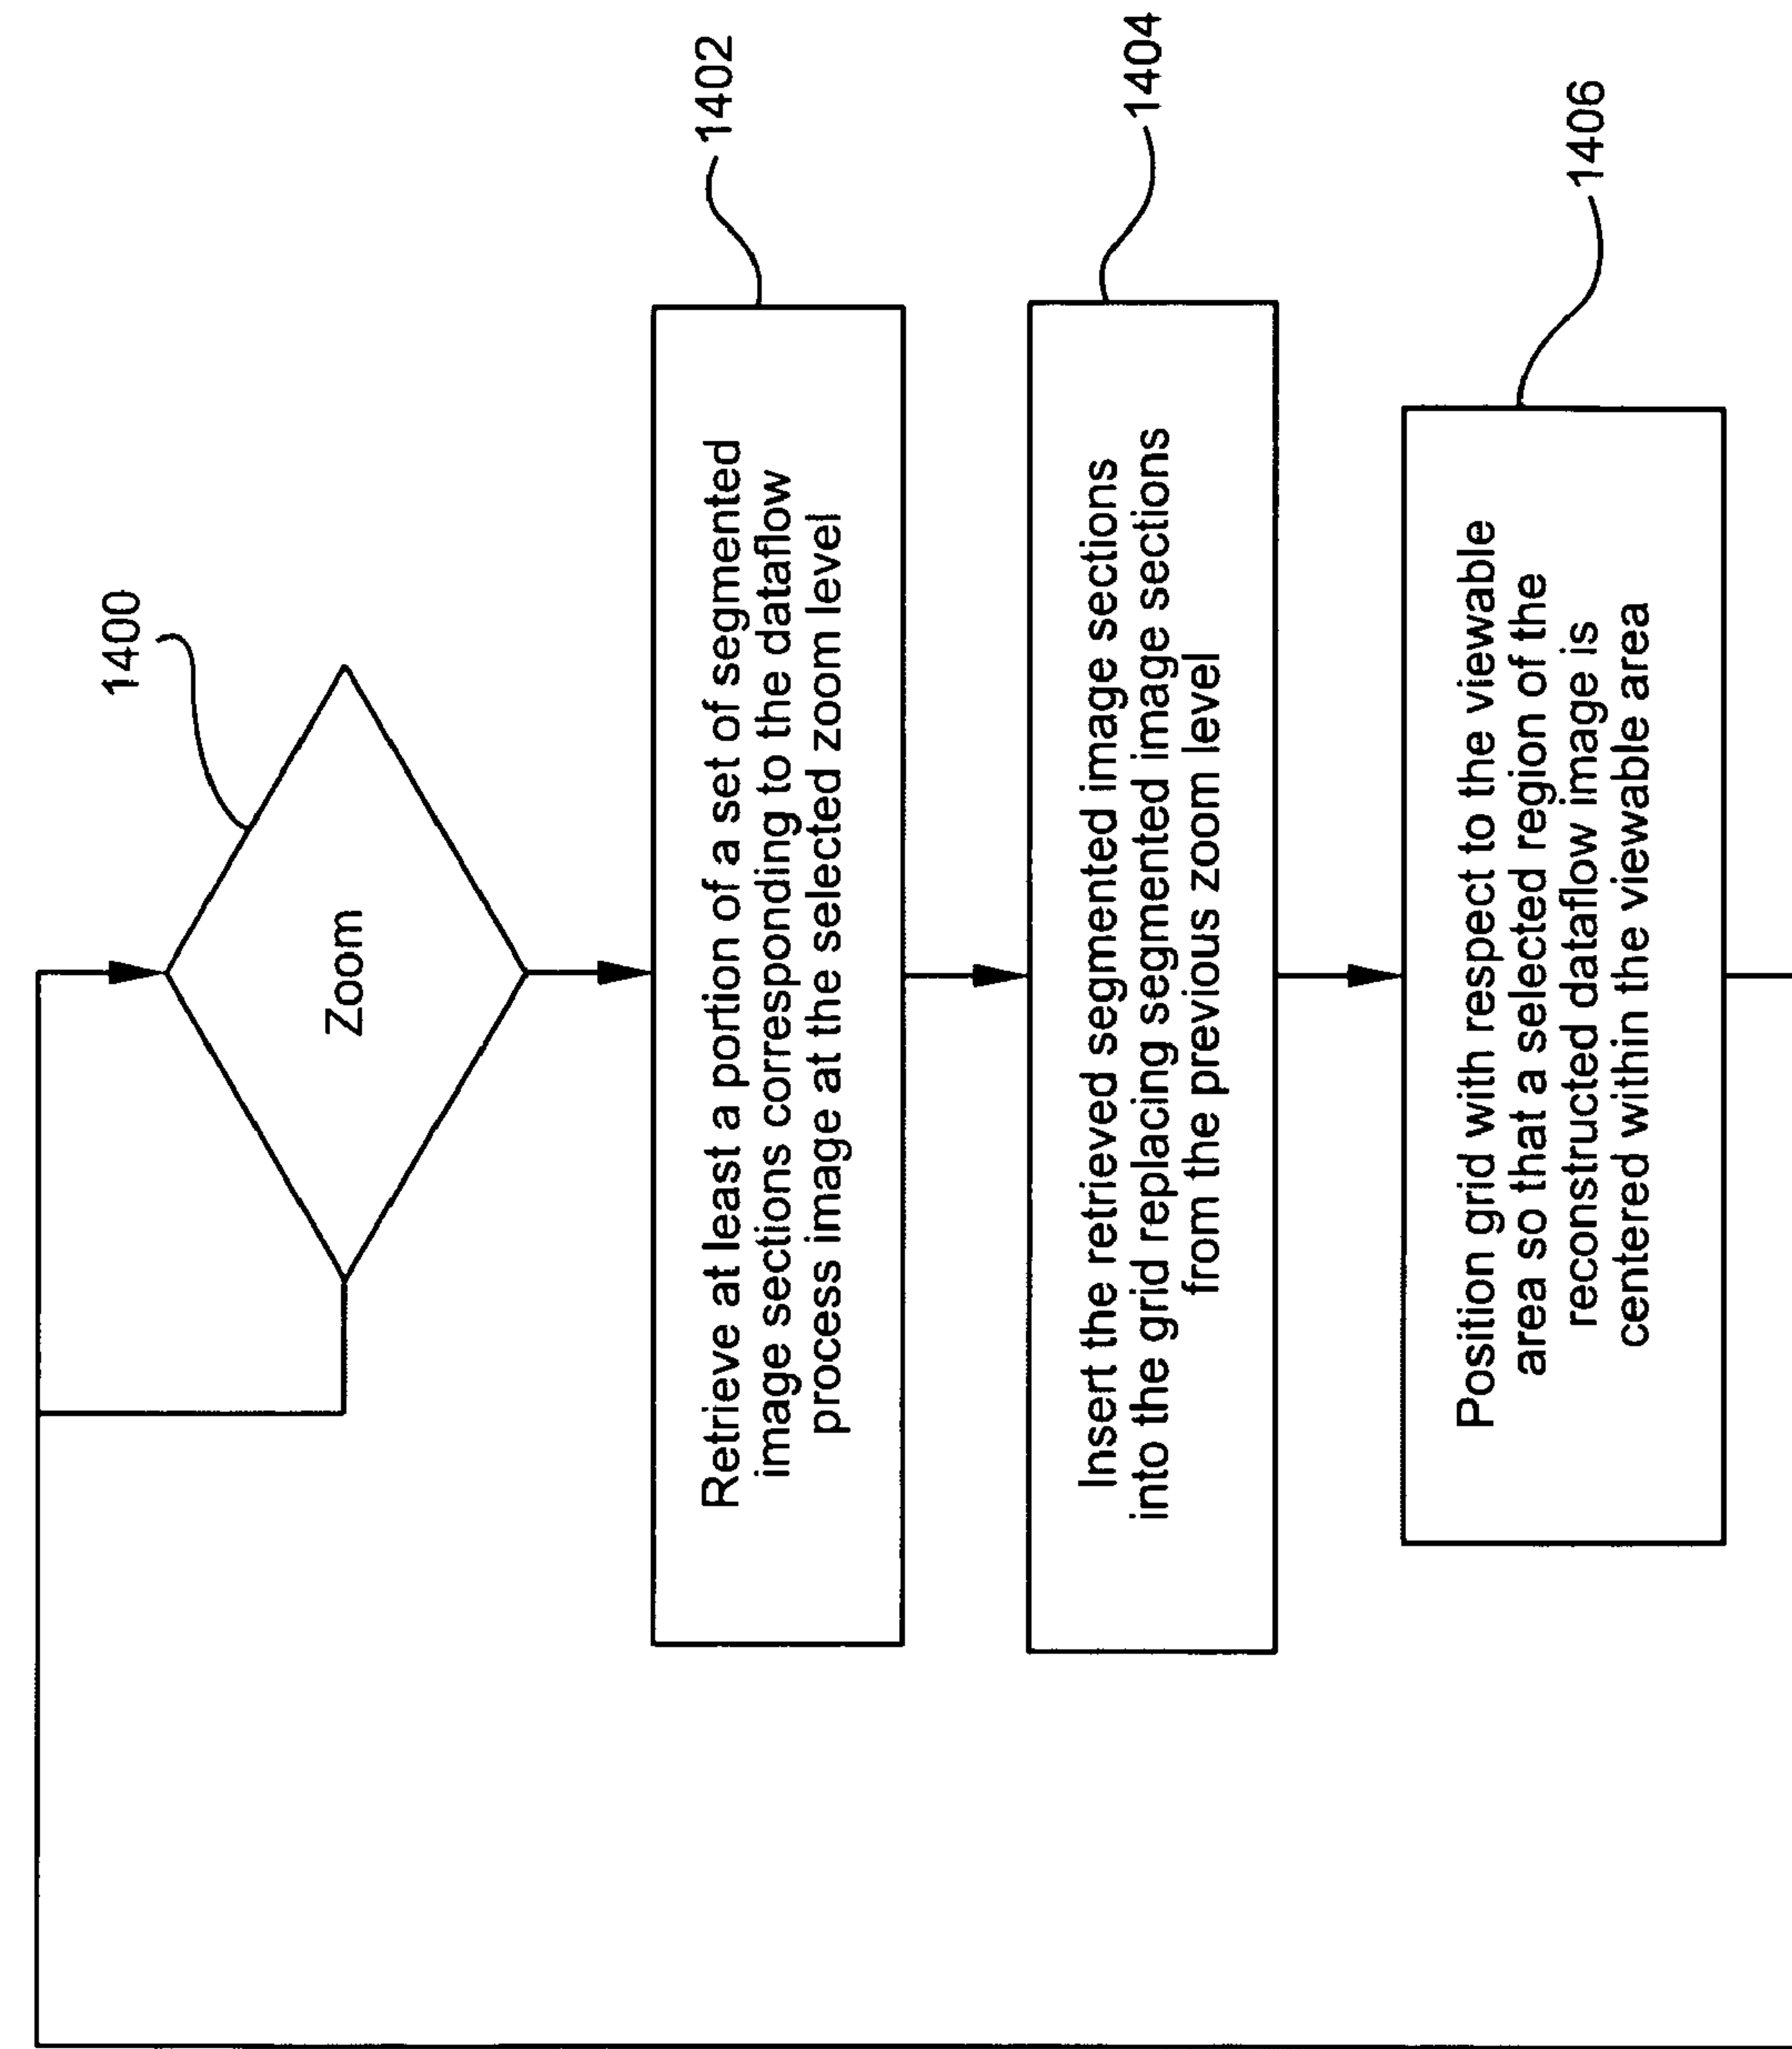 1400
Zoom
1402
Retrieve at least a portion of a set of segmented
image sections corresponding to the dataflow
process image at the selected zoom level
1404
Insert the retrieved segmented image sections
into the grid replacing segmented image sections
from the previous zoom level
1406
Position grid with respect to the viewable
area so that a selected region of the
reconstructed dataflow image is
centered within the viewable area